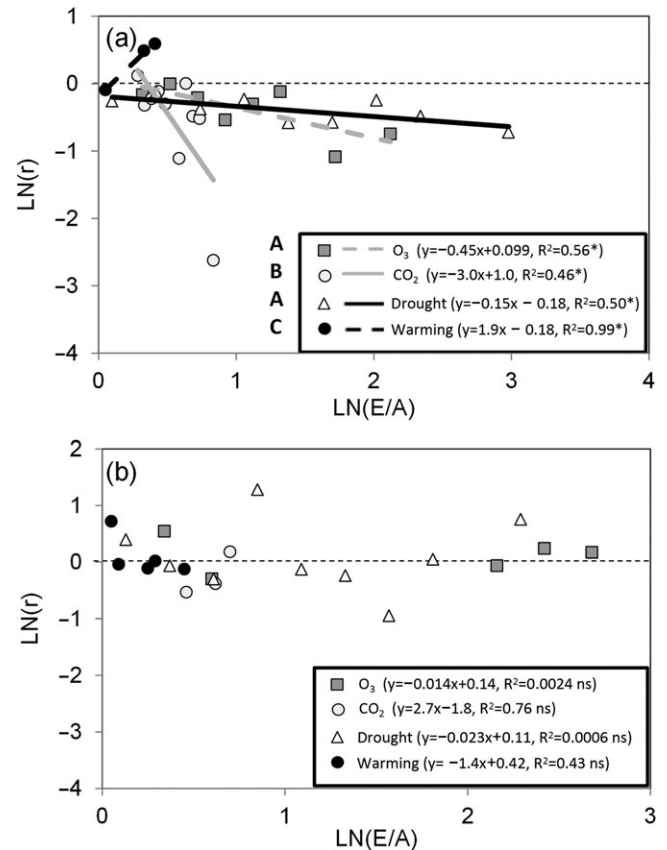 (a)
1
0
−1
−2
−3
−4
LN(r)
A O₃ (y=−0.45x+0.099, R²=0.56*)
B CO₂ (y=−3.0x+1.0, R²=0.46*)
A Drought (y=−0.15x − 0.18, R²=0.50*)
C Warming (y=1.9x − 0.18, R²=0.99*)
0 1 2 3 4
LN(E/A)
(b)
2
1
0
−1
−2
−3
−4
LN(r)
O₃ (y=−0.014x+0.14, R²=0.0024 ns)
CO₂ (y=2.7x−1.8, R²=0.76 ns)
Drought (y=−0.023x+0.11, R²=0.0006 ns)
Warming (y= −1.4x+0.42, R²=0.43 ns)
0 1 2 3
LN(E/A)